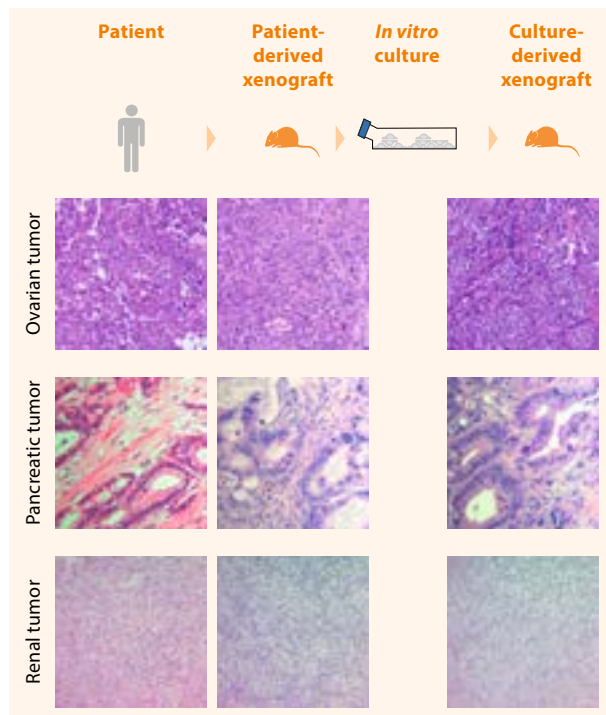 Patient
Patient-
derived
xenograft
In vitro
culture
Culture-
derived
xenograft
Ovarian tumor
Pancreatic tumor
Renal tumor